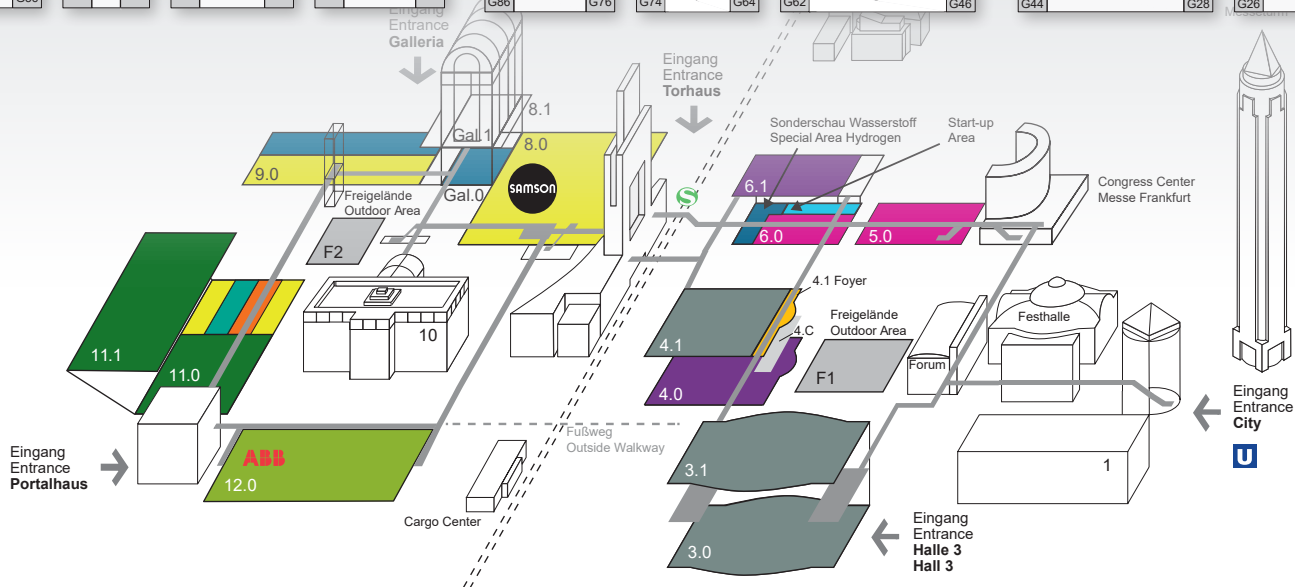 G86
G76
G74
G64
G62
G46
G44
G28
G26
Eingang
Entrance
Galleria
Eingang
Entrance
Torhaus
8.1
Gal.1
8.0
9.0
Gal.0
SAMSON
Freigelände
Outdoor Area
F2
S
Sonderschau Wasserstoff
Special Area Hydrogen
Start-up
Area
6.1
6.0
5.0
Congress Center
Messe Frankfurt
11.1
11.0
10
4.1 Foyer
4.C
4.1
4.0
Freigelände
Outdoor Area
F1
Forum
Festhalle
Eingang
Entrance
City
U
Eingang
Entrance
Portalhaus
ABB
12.0
Fußweg
Outside Walkway
Cargo Center
3.1
3.0
1
Eingang
Entrance
Halle 3
Hall 3